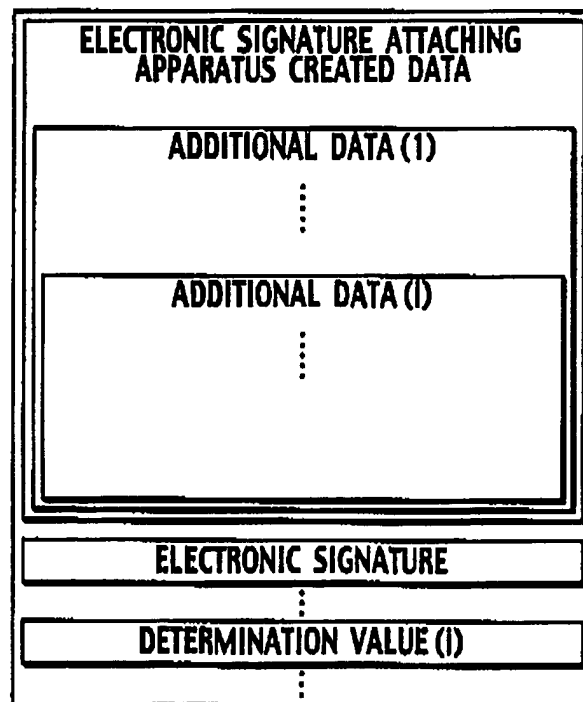 ELECTRONIC SIGNATURE ATTACHING
APPARATUS CREATED DATA
ADDITIONAL DATA (1)
ADDITIONAL DATA (i)
ELECTRONIC SIGNATURE
DETERMINATION VALUE (i)